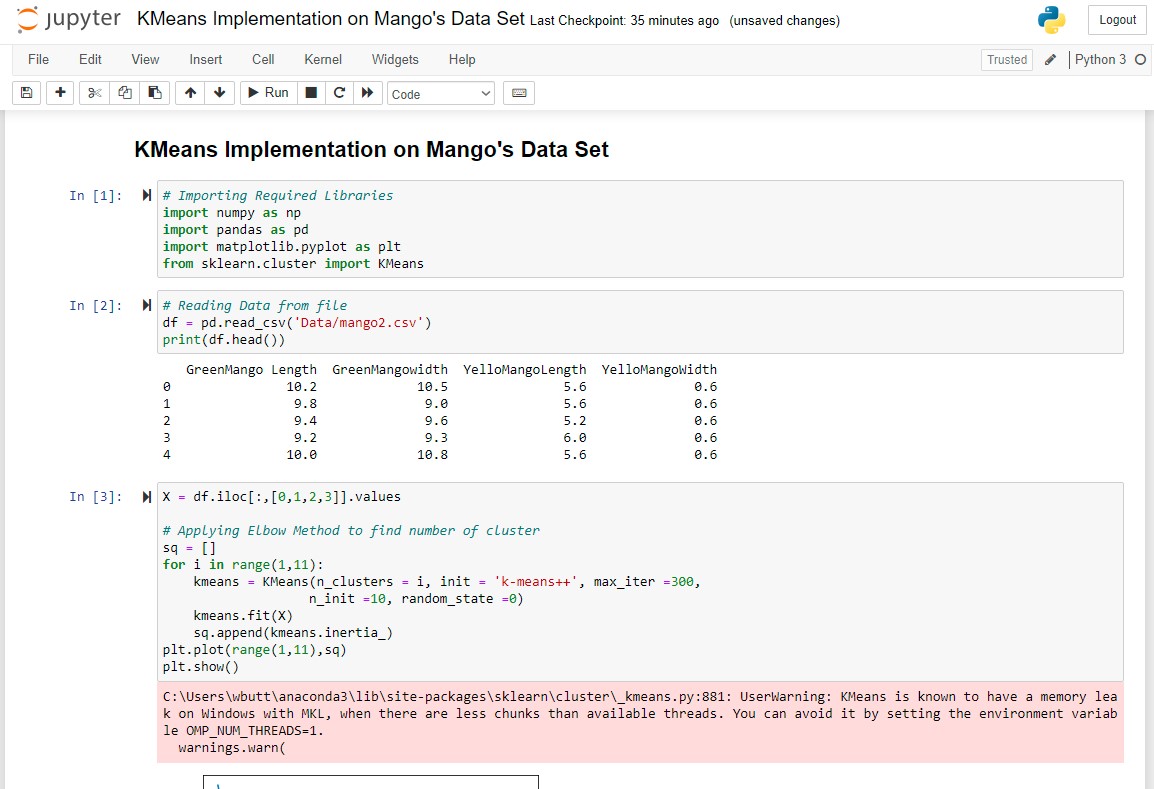 jupyter KMeans Implementation on Mango's Data Set Last Checkpoint: 35 minutes ago (unsaved changes) Logout
File Edit View Insert Cell Kernel Widgets Help Trusted Python 3
Run Code
KMeans Implementation on Mango's Data Set
In [1]: # Importing Required Libraries
import numpy as np
import pandas as pd
import matplotlib.pyplot as plt
from sklearn.cluster import KMeans
In [2]: # Reading Data from file
df = pd.read_csv('Data/mango2.csv')
print(df.head())
GreenMango Length GreenMangowidth YelloMangoLength YelloMangoWidth
0 10.2 10.5 5.6 0.6
1 9.8 9.0 5.6 0.6
2 9.4 9.6 5.2 0.6
3 9.2 9.3 6.0 0.6
4 10.0 10.8 5.6 0.6
In [3]: X = df.iloc[:,[0,1,2,3]].values
# Applying Elbow Method to find number of cluster
sq = []
for i in range(1,11):
    kmeans = KMeans(n_clusters = i, init = 'k-means++', max_iter =300,
                   n_init =10, random_state =0)
    kmeans.fit(X)
    sq.append(kmeans.inertia_)
plt.plot(range(1,11),sq)
plt.show()
C:\Users\wbutt\anaconda3\lib\site-packages\sklearn\cluster\_kmeans.py:881: UserWarning: KMeans is known to have a memory lea
k on Windows with MKL, when there are less chunks than available threads. You can avoid it by setting the environment variab
le OMP_NUM_THREADS=1.
  warnings.warn(